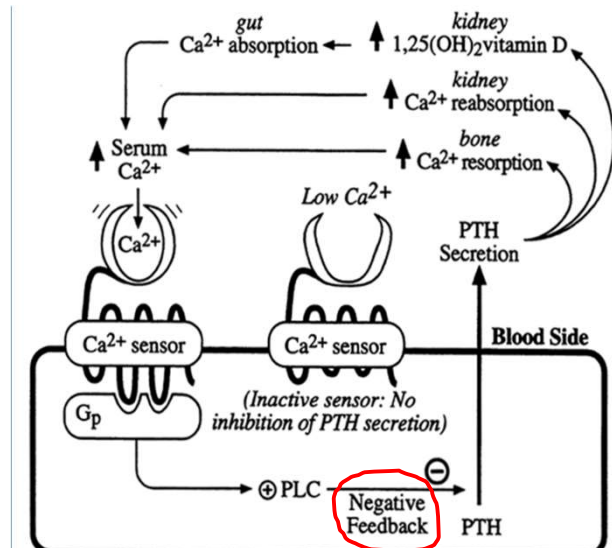 gut
Ca2+ absorption
kidney
1,25(OH)2vitamin D
kidney
Ca2+ reabsorption
bone
Ca2+ resorption
Serum
Ca2+
Low Ca2+
Ca2+
PTH
Secretion
Blood Side
Ca2+ sensor
Ca2+ sensor
(Inactive sensor: No
inhibition of PTH secretion)
Gp
⊕ PLC
⊖
Negative
Feedback
PTH